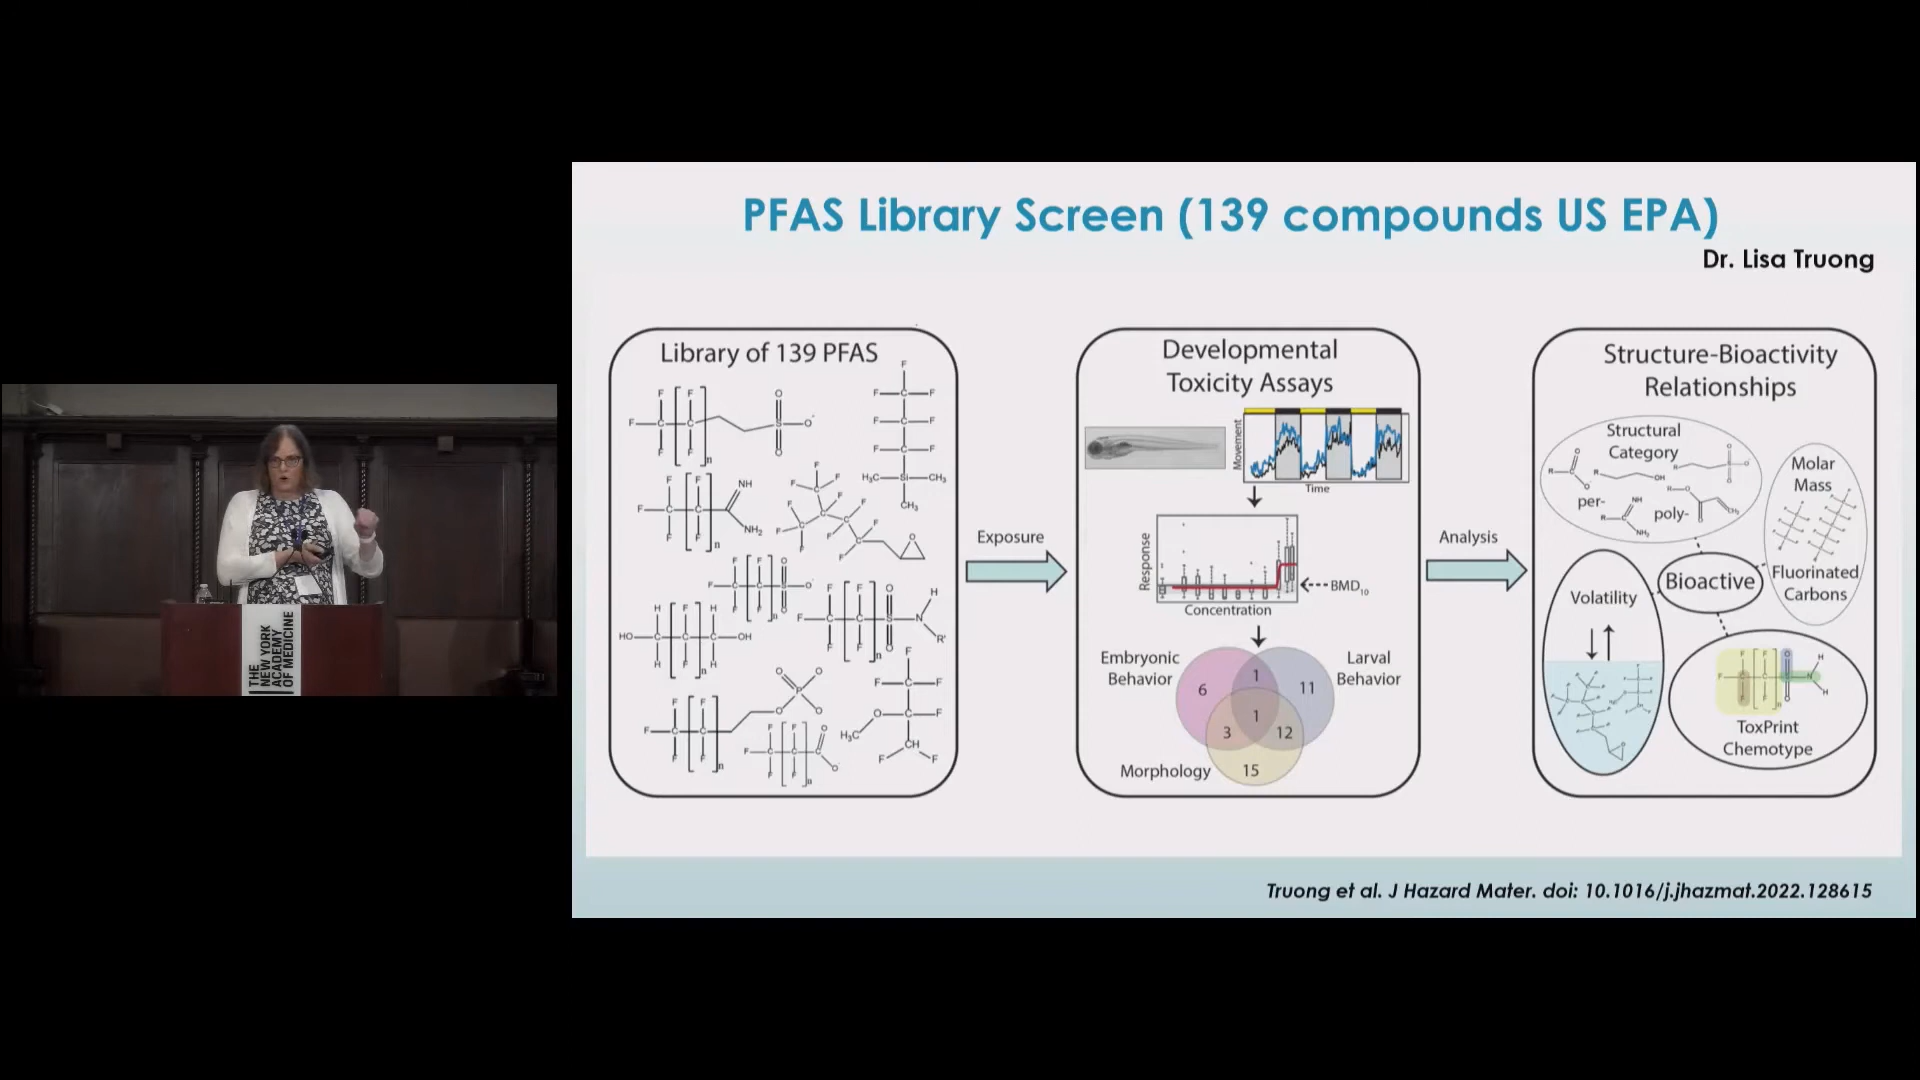 PFAS Library Screen (139 compounds US EPA)
Dr. Lisa Truong
Library of 139 PFAS
Exposure
Developmental
Toxicity Assays
Movement
Time
Response
BMD10
Concentration
Embryonic
Behavior
Larval
Behavior
6
1
11
1
3
12
Morphology
15
Analysis
Structure-Bioactivity
Relationships
Structural
Category
per-
poly-
Molar
Mass
Fluorinated
Carbons
Bioactive
Volatility
ToxPrint
Chemotype
Truong et al. J Hazard Mater. doi: 10.1016/j.jhazmat.2022.128615
THE
NEW YORK
ACADEMY
OF MEDICINE